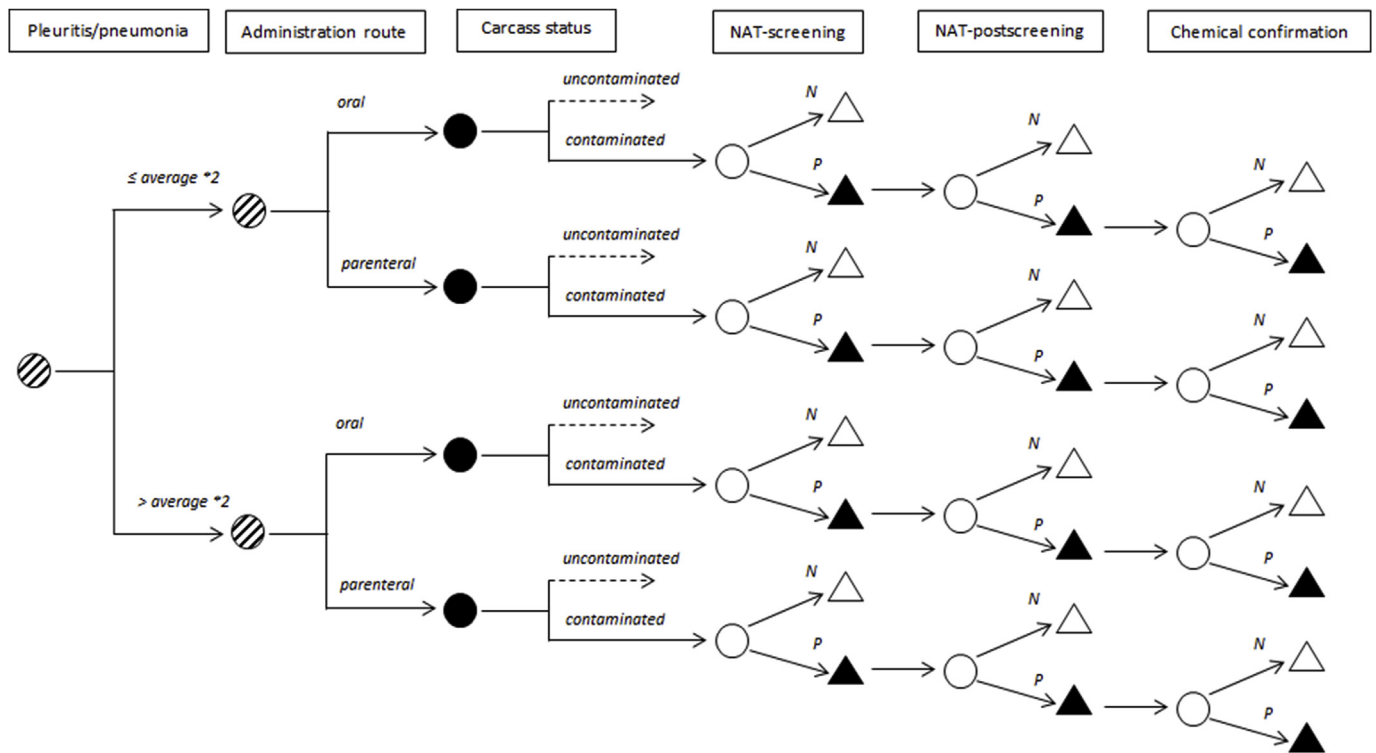 Pleuritis/pneumonia
Administration route
Carcass status
NAT-screening
NAT-postscreening
Chemical confirmation
≤ average *2
oral
uncontaminated
contaminated
N
P
N
P
N
P
parenteral
uncontaminated
contaminated
N
P
N
P
N
P
> average *2
oral
uncontaminated
contaminated
N
P
N
P
N
P
parenteral
uncontaminated
contaminated
N
P
N
P
N
P